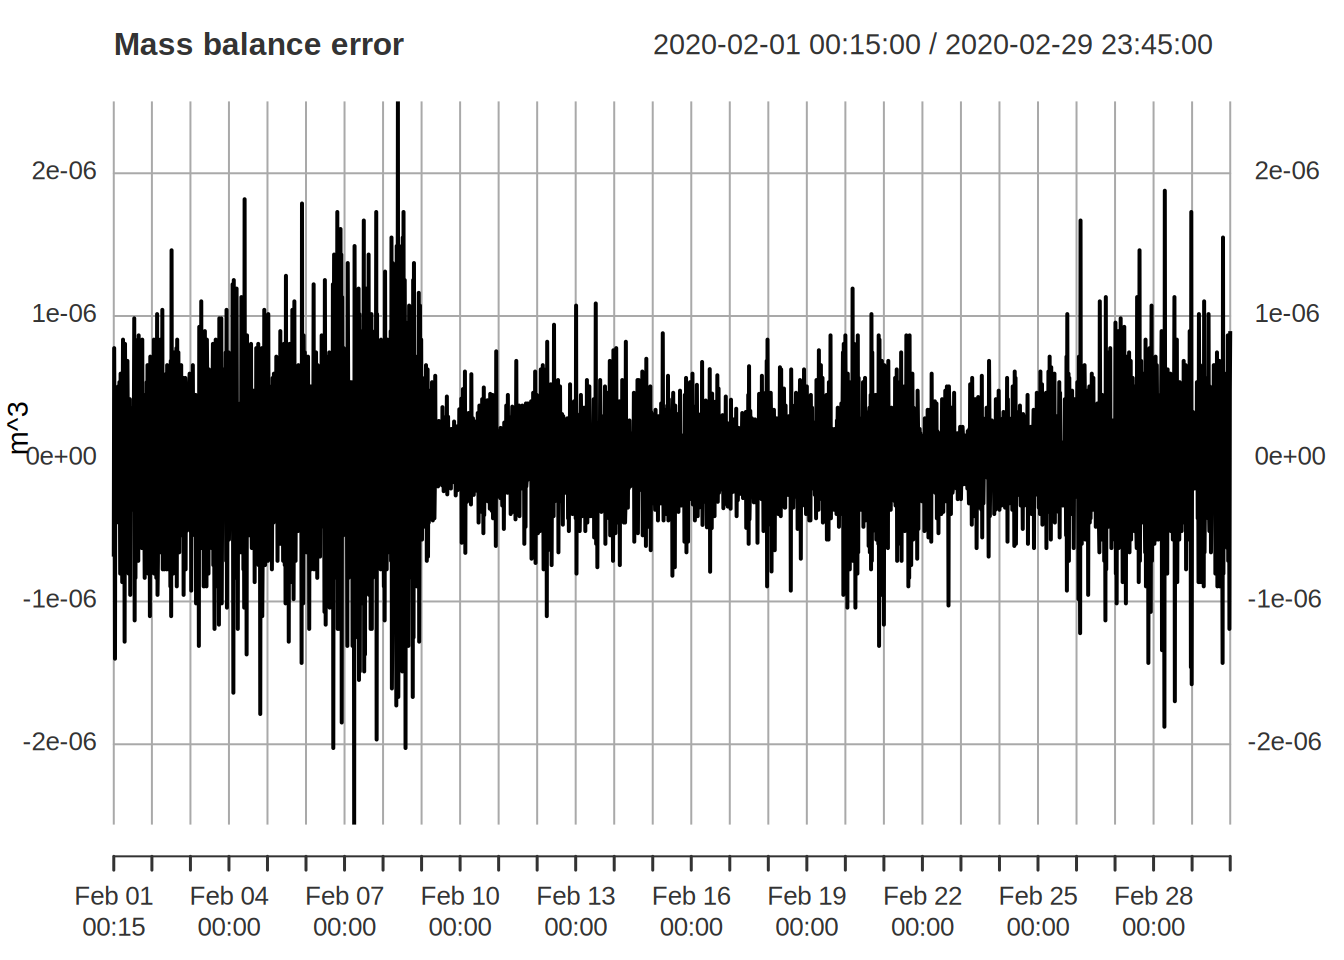 Mass balance error 2020-02-01 00:15:00 / 2020-02-29 23:45:00
2e-06 2e-06
1e-06 1e-06
m^3
0e+00 0e+00
-1e-06 -1e-06
-2e-06 -2e-06
Feb 01 Feb 04 Feb 07 Feb 10 Feb 13 Feb 16 Feb 19 Feb 22 Feb 25 Feb 28
00:15 00:00 00:00 00:00 00:00 00:00 00:00 00:00 00:00 00:00